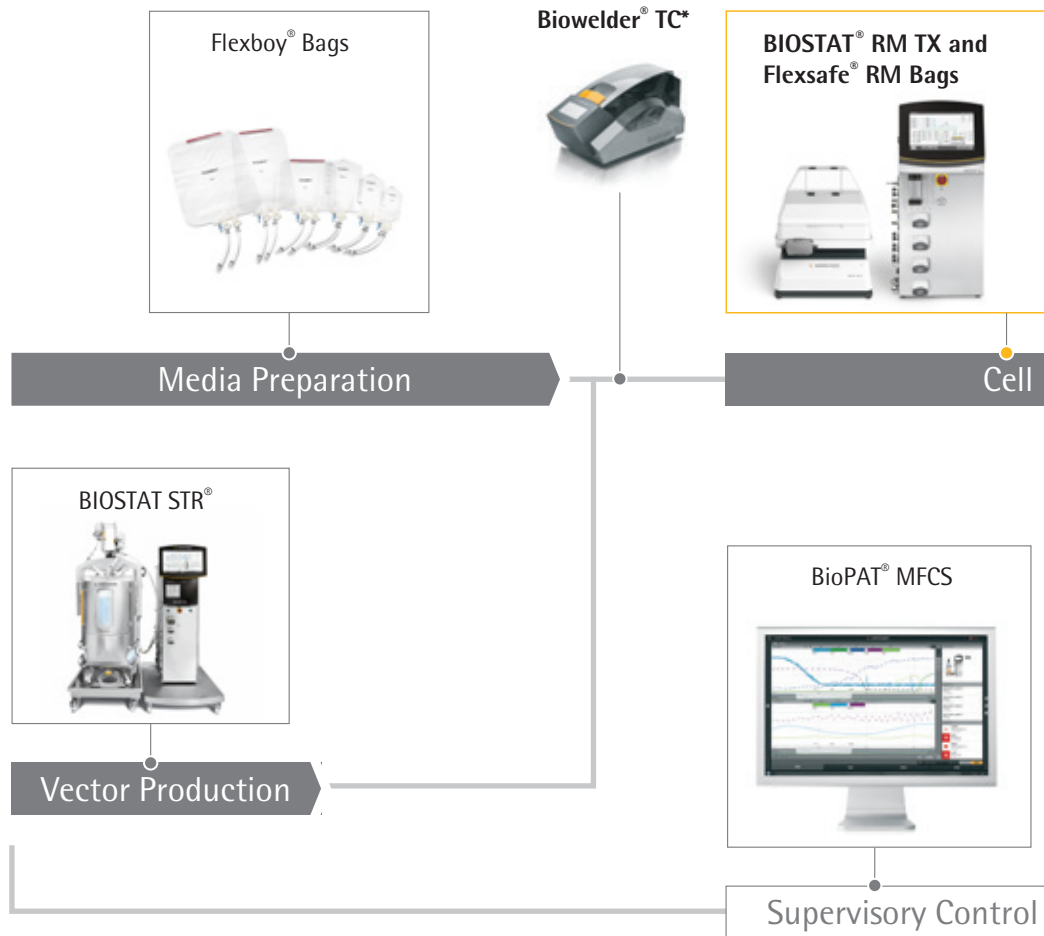 Flexboy® Bags
Biowelder® TC*
BIOSTAT® RM TX and
Flexsafe® RM Bags
Media Preparation
Cell
BIOSTAT STR®
BioPAT® MFCS
Vector Production
Supervisory Control